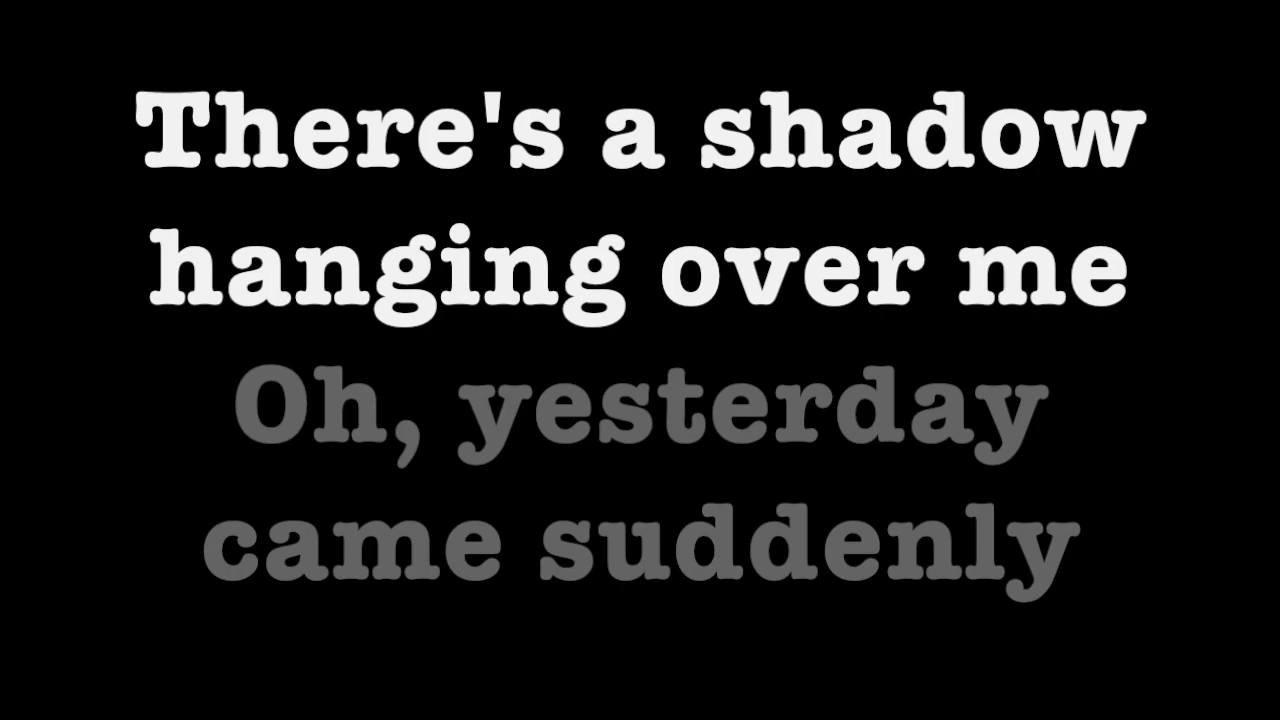 There's a shadow
hanging over me
Oh, yesterday
came suddenly